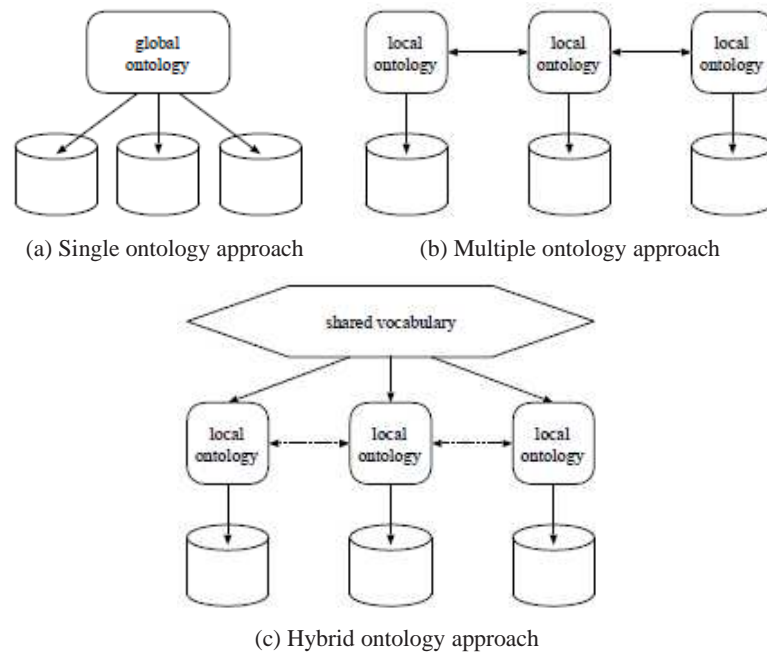 global
ontology
local
ontology
local
ontology
local
ontology
(a) Single ontology approach
(b) Multiple ontology approach
shared vocabulary
local
ontology
local
ontology
local
ontology
(c) Hybrid ontology approach